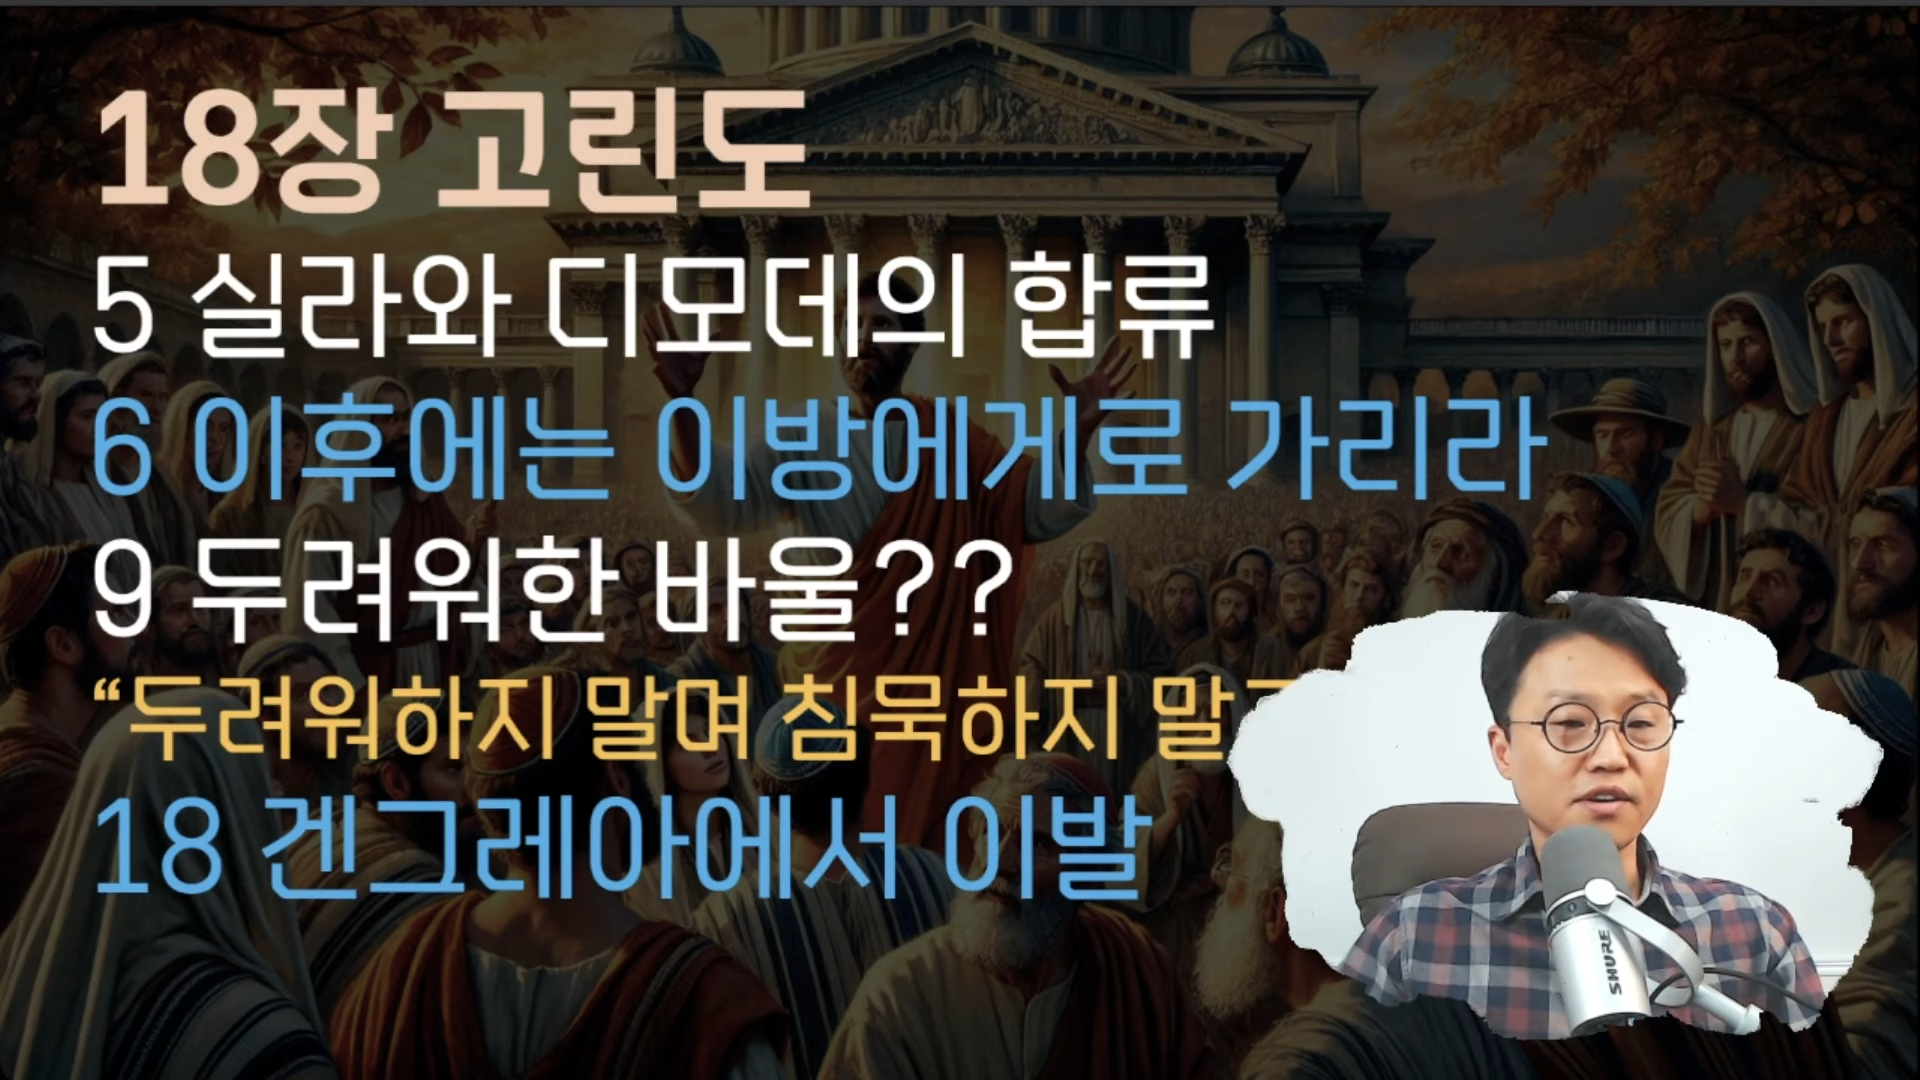 18장 고린도
5 실라와 디모데의 합류
6 이후에는 이방에게로 가리라
9 두려워한 바울??
“두려워하지 말며 침묵하지 말
18 겐그레아에서 이발
SHURE